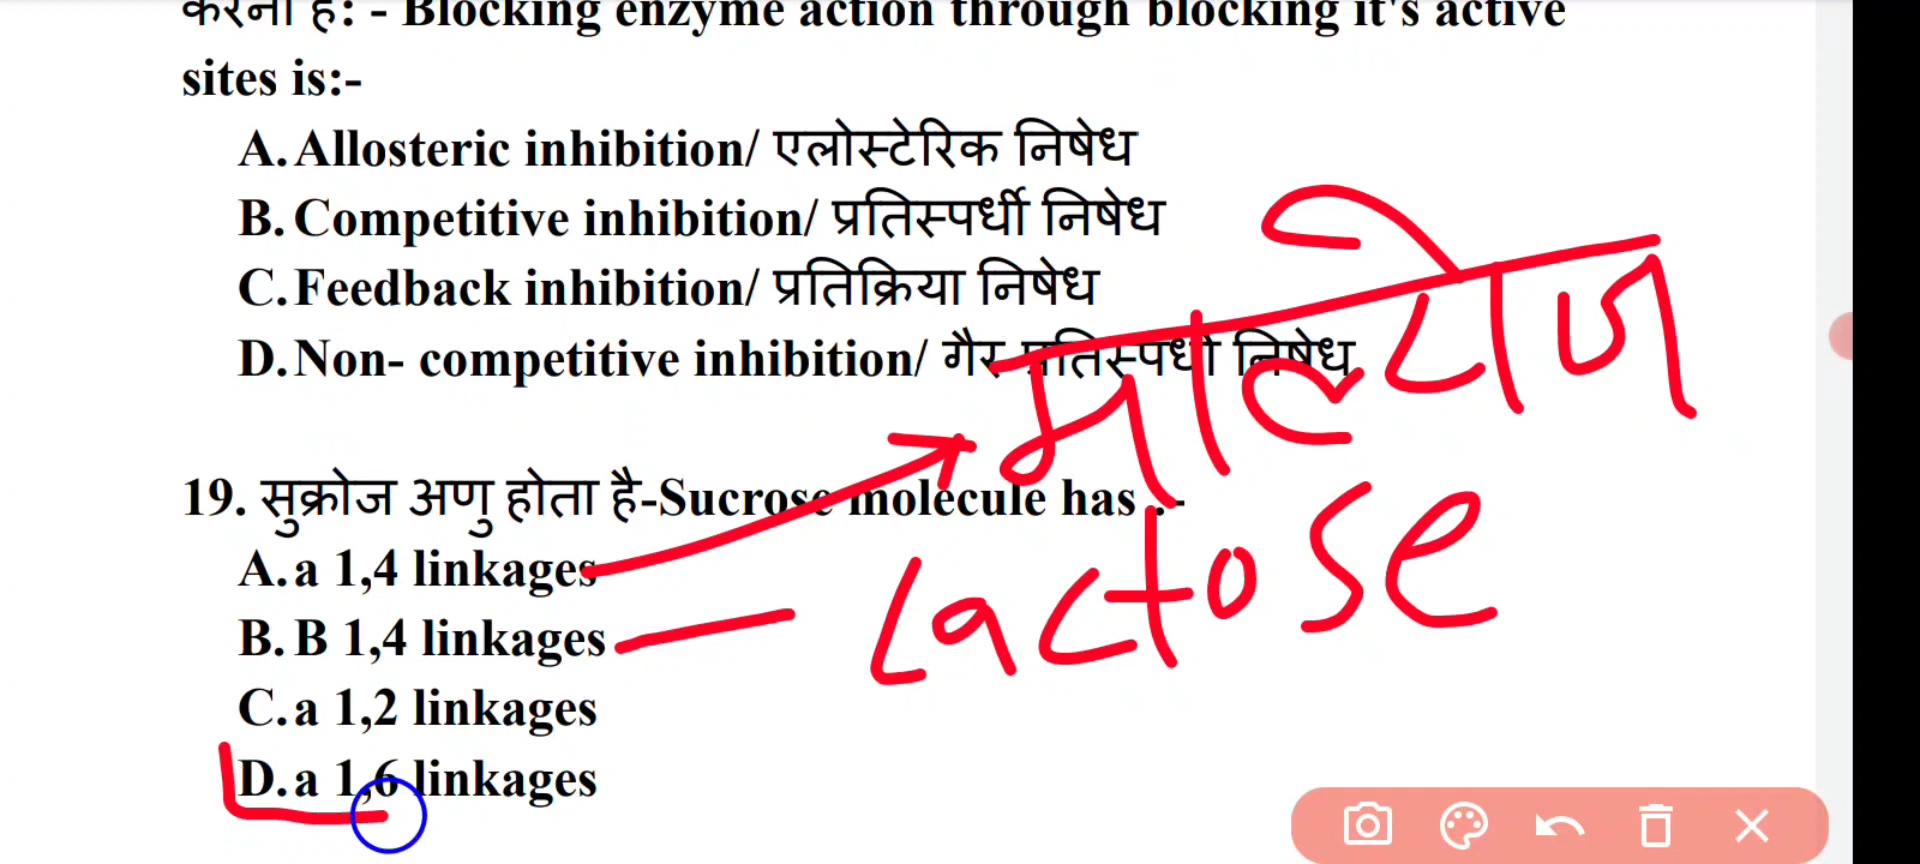 करना है: - Blocking enzyme action through blocking it's active
sites is:-
A. Allosteric inhibition/ एलोस्टेरिक निषेध
B. Competitive inhibition/ प्रतिस्पर्धी निषेध
C. Feedback inhibition/ प्रतिक्रिया निषेध
D. Non- competitive inhibition/ गैर प्रतिस्पर्धी निषेध
माल्टोज
19. सुक्रोज अणु होता है-Sucrose molecule has :-
A. a 1,4 linkages
Lactose
B. B 1,4 linkages
C. a 1,2 linkages
D. a 1,6 linkages